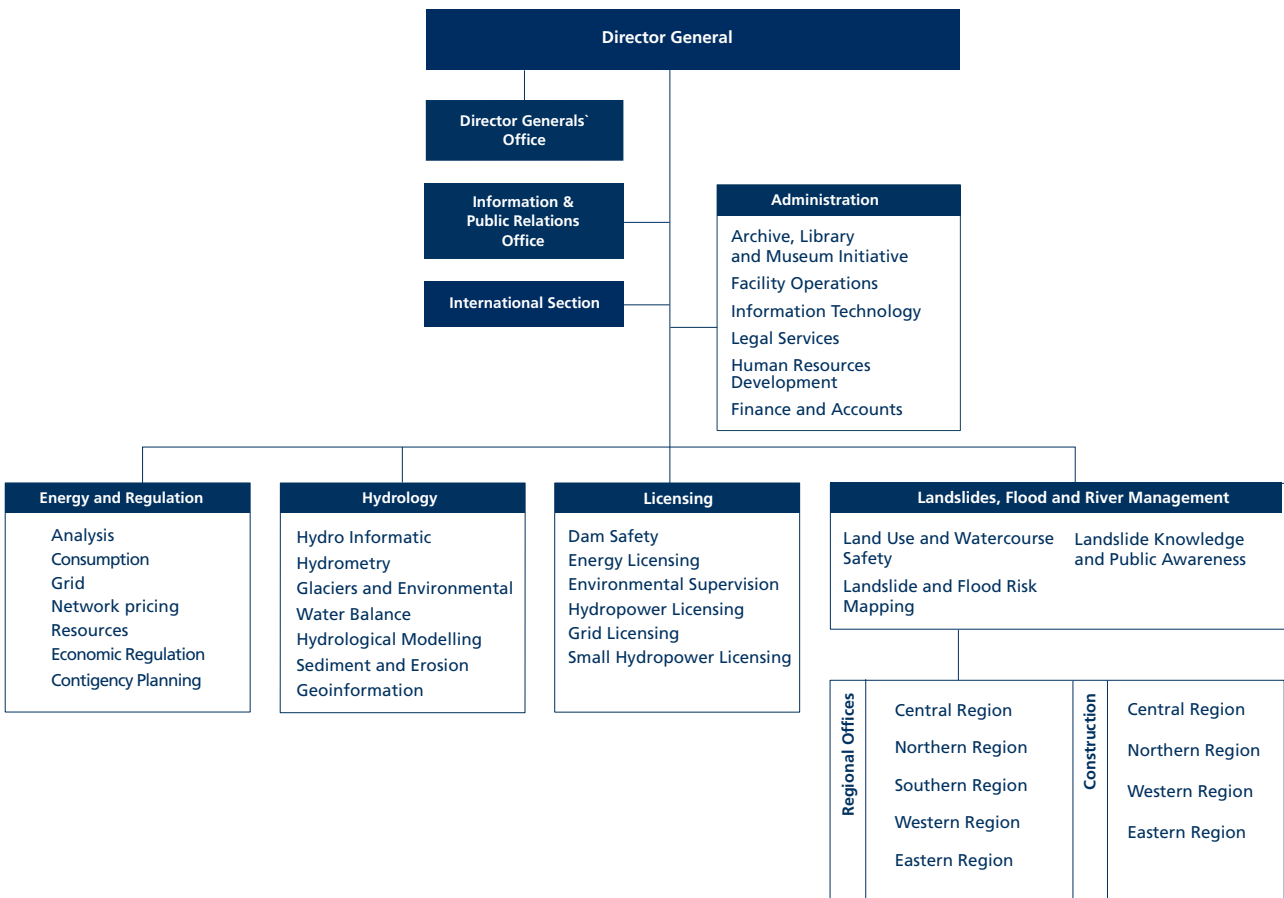 Director General
Director Generals`
Office
Information &
Public Relations
Office
International Section
Administration
Archive, Library
and Museum Initiative
Facility Operations
Information Technology
Legal Services
Human Resources
Development
Finance and Accounts
Energy and Regulation
Analysis
Consumption
Grid
Network pricing
Resources
Economic Regulation
Contigency Planning
Hydrology
Hydro Informatic
Hydrometry
Glaciers and Environmental
Water Balance
Hydrological Modelling
Sediment and Erosion
Geoinformation
Licensing
Dam Safety
Energy Licensing
Environmental Supervision
Hydropower Licensing
Grid Licensing
Small Hydropower Licensing
Landslides, Flood and River Management
Land Use and Watercourse
Safety
Landslide and Flood Risk
Mapping
Landslide Knowledge
and Public Awareness
Regional Offices
Central Region
Northern Region
Southern Region
Western Region
Eastern Region
Construction
Central Region
Northern Region
Western Region
Eastern Region